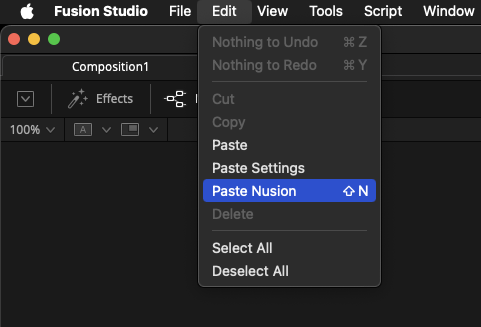 Fusion Studio File Edit View Tools Script Window
Nothing to Undo ⌘ Z
Nothing to Redo ⌘ Y
Composition1
Cut
Effects
Copy
100% A
Paste
Paste Settings
Paste Nusion ⇧ N
Delete
Select All
Deselect All